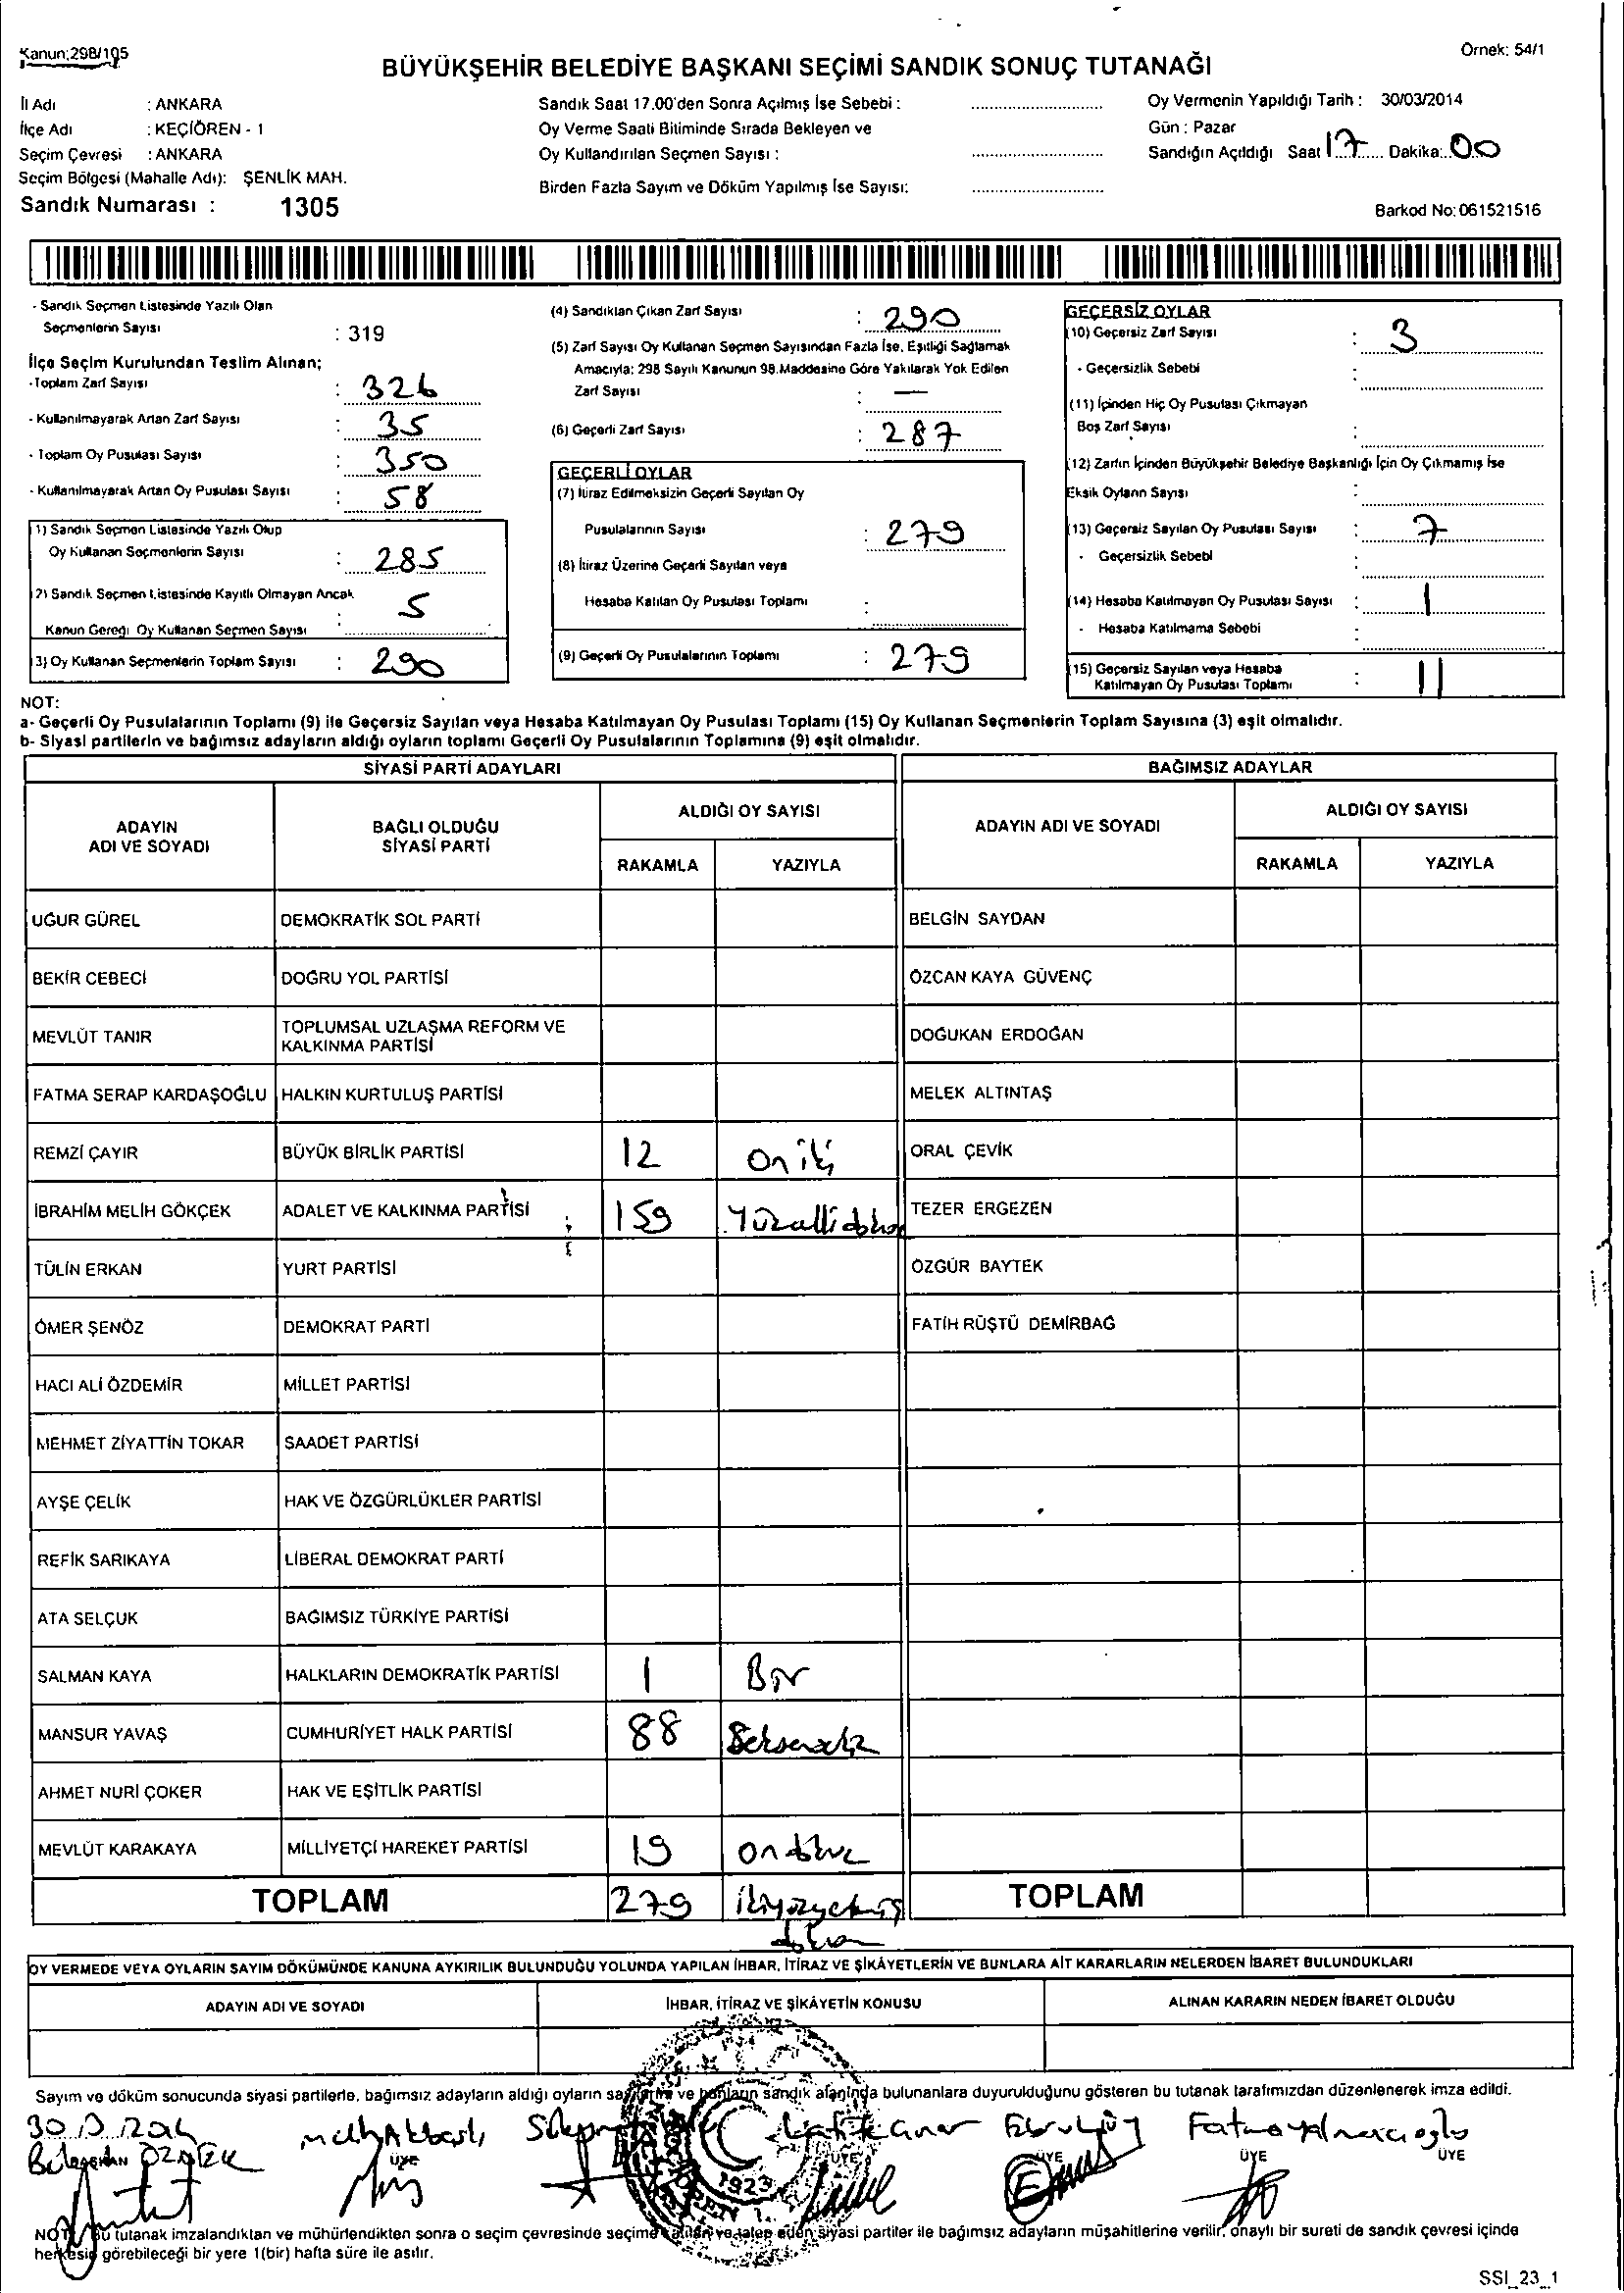 Kanun:298/105
Örnek: 54/1
BÜYÜKŞEHİR BELEDİYE BAŞKANI SEÇİMİ SANDIK SONUÇ TUTANAĞI
İl Adı : ANKARA
İlçe Adı : KEÇİÖREN - 1
Seçim Çevresi : ANKARA
Seçim Bölgesi (Mahalle Adı): ŞENLİK MAH.
Sandık Numarası : 1305
Sandık Saat 17.00'den Sonra Açılmış İse Sebebi :
Oy Verme Saati Bitiminde Sırada Bekleyen ve
Oy Kullandırılan Seçmen Sayısı :
Birden Fazla Sayım ve Döküm Yapılmış İse Sayısı:
Oy Vermenin Yapıldığı Tarih : 30/03/2014
Gün : Pazar
Sandığın Açıldığı Saat 17 Dakika: 00
Barkod No: 061521516
- Sandık Seçmen Listesinde Yazılı Olan
Seçmenlerin Sayısı : 319
İlçe Seçim Kurulundan Teslim Alınan;
- Toplam Zarf Sayısı : 326
- Kullanılmayarak Artan Zarf Sayısı : 35
- Toplam Oy Pusulası Sayısı : 350
- Kullanılmayarak Artan Oy Pusulası Sayısı : 58
1) Sandık Seçmen Listesinde Yazılı Olup
Oy Kullanan Seçmenlerin Sayısı : 285
2) Sandık Seçmen Listesinde Kayıtlı Olmayan Ancak
Kanun Gereği Oy Kullanan Seçmen Sayısı : 5
3) Oy Kullanan Seçmenlerin Toplam Sayısı : 290
(4) Sandıktan Çıkan Zarf Sayısı : 290
(5) Zarf Sayısı Oy Kullanan Seçmen Sayısından Fazla İse, Eşitliği Sağlamak
Amacıyla; 298 Sayılı Kanunun 98.Maddesine Göre Yakılarak Yok Edilen
Zarf Sayısı : —
(6) Geçerli Zarf Sayısı : 287
GEÇERLİ OYLAR
(7) İtiraz Edilmeksizin Geçerli Sayılan Oy
Pusulalarının Sayısı : 279
(8) İtiraz Üzerine Geçerli Sayılan veya
Hesaba Katılan Oy Pusulası Toplamı :
(9) Geçerli Oy Pusulalarının Toplamı : 279
GEÇERSİZ OYLAR
(10) Geçersiz Zarf Sayısı : 3
- Geçersizlik Sebebi :
(11) İçinden Hiç Oy Pusulası Çıkmayan
Boş Zarf Sayısı :
(12) Zarfın İçinden Büyükşehir Belediye Başkanlığı İçin Oy Çıkmamış İse
Eksik Oyların Sayısı :
(13) Geçersiz Sayılan Oy Pusulası Sayısı : 7
- Geçersizlik Sebebi :
(14) Hesaba Katılmayan Oy Pusulası Sayısı : 1
- Hesaba Katılmama Sebebi :
(15) Geçersiz Sayılan veya Hesaba
Katılmayan Oy Pusulası Toplamı : 11
NOT:
a- Geçerli Oy Pusulalarının Toplamı (9) ile Geçersiz Sayılan veya Hesaba Katılmayan Oy Pusulası Toplamı (15) Oy Kullanan Seçmenlerin Toplam Sayısına (3) eşit olmalıdır.
b- Siyasi partilerin ve bağımsız adayların aldığı oyların toplamı Geçerli Oy Pusulalarının Toplamına (9) eşit olmalıdır.
SİYASİ PARTİ ADAYLARI BAĞIMSIZ ADAYLAR
ADAYIN ADI VE SOYADI BAĞLI OLDUĞU SİYASİ PARTİ ALDIĞI OY SAYISI ADAYIN ADI VE SOYADI ALDIĞI OY SAYISI
RAKAMLA YAZIYLA RAKAMLA YAZIYLA
UĞUR GÜREL DEMOKRATİK SOL PARTİ BELGİN SAYDAN
BEKİR CEBECİ DOĞRU YOL PARTİSİ ÖZCAN KAYA GÜVENÇ
MEVLÜT TANIR TOPLUMSAL UZLAŞMA REFORM VE KALKINMA PARTİSİ DOĞUKAN ERDOĞAN
FATMA SERAP KARDAŞOĞLU HALKIN KURTULUŞ PARTİSİ MELEK ALTINTAŞ
REMZİ ÇAYIR BÜYÜK BİRLİK PARTİSİ 12 on iki ORAL ÇEVİK
İBRAHİM MELİH GÖKÇEK ADALET VE KALKINMA PARTİSİ 159 Yüzellidokuz TEZER ERGEZEN
TÜLİN ERKAN YURT PARTİSİ ÖZGÜR BAYTEK
ÖMER ŞENÖZ DEMOKRAT PARTİ FATİH RÜŞTÜ DEMİRBAĞ
HACI ALİ ÖZDEMİR MİLLET PARTİSİ
MEHMET ZİYATTİN TOKAR SAADET PARTİSİ
AYŞE ÇELİK HAK VE ÖZGÜRLÜKLER PARTİSİ
REFİK SARIKAYA LİBERAL DEMOKRAT PARTİ
ATA SELÇUK BAĞIMSIZ TÜRKİYE PARTİSİ
SALMAN KAYA HALKLARIN DEMOKRATİK PARTİSİ 1 Bir
MANSUR YAVAŞ CUMHURİYET HALK PARTİSİ 88 Seksensekiz
AHMET NURİ ÇOKER HAK VE EŞİTLİK PARTİSİ
MEVLÜT KARAKAYA MİLLİYETÇİ HAREKET PARTİSİ 19 ondokuz
TOPLAM 279 ikiyüzyetmiş dokuz TOPLAM
OY VERMEDE VEYA OYLARIN SAYIM DÖKÜMÜNDE KANUNA AYKIRILIK BULUNDUĞU YOLUNDA YAPILAN İHBAR, İTİRAZ VE ŞİKÂYETLERİN VE BUNLARA AİT KARARLARIN NELERDEN İBARET BULUNDUKLARI
ADAYIN ADI VE SOYADI İHBAR, İTİRAZ VE ŞİKÂYETİN KONUSU ALINAN KARARIN NEDEN İBARET OLDUĞU
Sayım ve döküm sonucunda siyasi partilerle, bağımsız adayların aldığı oyların sayılarını ve bunların sandık alanında bulunanlara duyurulduğunu gösteren bu tutanak tarafımızdan düzenlenerek imza edildi.
BAŞKAN ÜYE ÜYE ÜYE ÜYE ÜYE
1923
NOT: Bu tutanak imzalandıktan ve mühürlendikten sonra o seçim çevresinde seçime katılan ve talep eden siyasi partiler ile bağımsız adayların müşahitlerine verilir, onaylı bir sureti de sandık çevresi içinde
herkesin görebileceği bir yere 1(bir) hafta süre ile asılır.
SSI_23_1